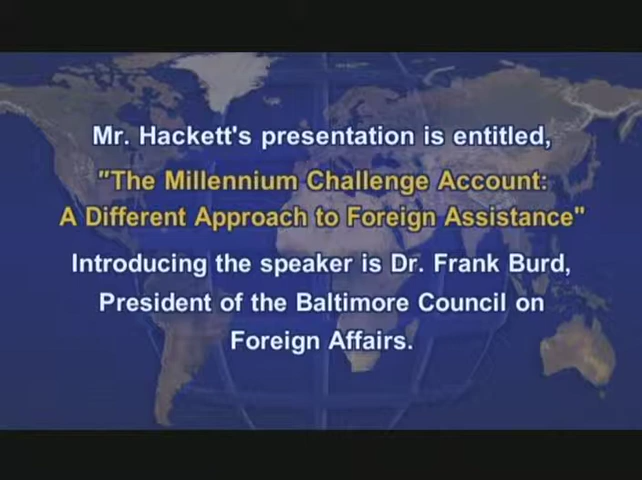 Mr. Hackett's presentation is entitled,
"The Millennium Challenge Account:
A Different Approach to Foreign Assistance"
Introducing the speaker is Dr. Frank Burd,
President of the Baltimore Council on
Foreign Affairs.